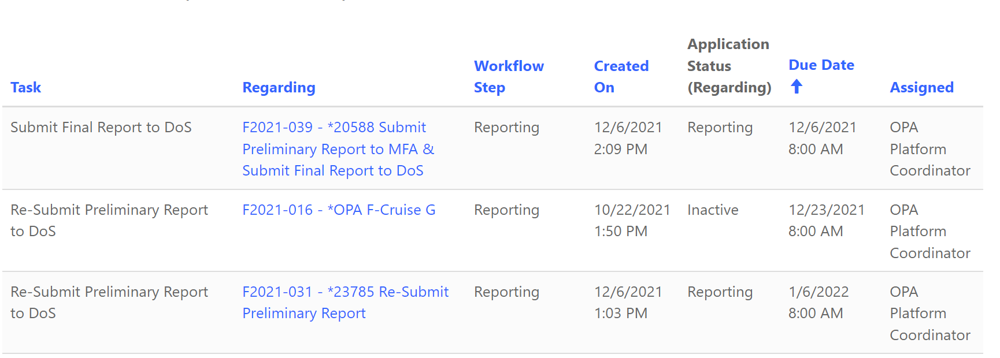 Task
Regarding
Workflow
Step
Created
On
Application
Status
(Regarding)
Due Date
Assigned
Submit Final Report to DoS
F2021-039 - *20588 Submit
Preliminary Report to MFA &
Submit Final Report to DoS
Reporting
12/6/2021
2:09 PM
Reporting
12/6/2021
8:00 AM
OPA
Platform
Coordinator
Re-Submit Preliminary Report
to DoS
F2021-016 - *OPA F-Cruise G
Reporting
10/22/2021
1:50 PM
Inactive
12/23/2021
8:00 AM
OPA
Platform
Coordinator
Re-Submit Preliminary Report
to DoS
F2021-031 - *23785 Re-Submit
Preliminary Report
Reporting
12/6/2021
1:03 PM
Reporting
1/6/2022
8:00 AM
OPA
Platform
Coordinator